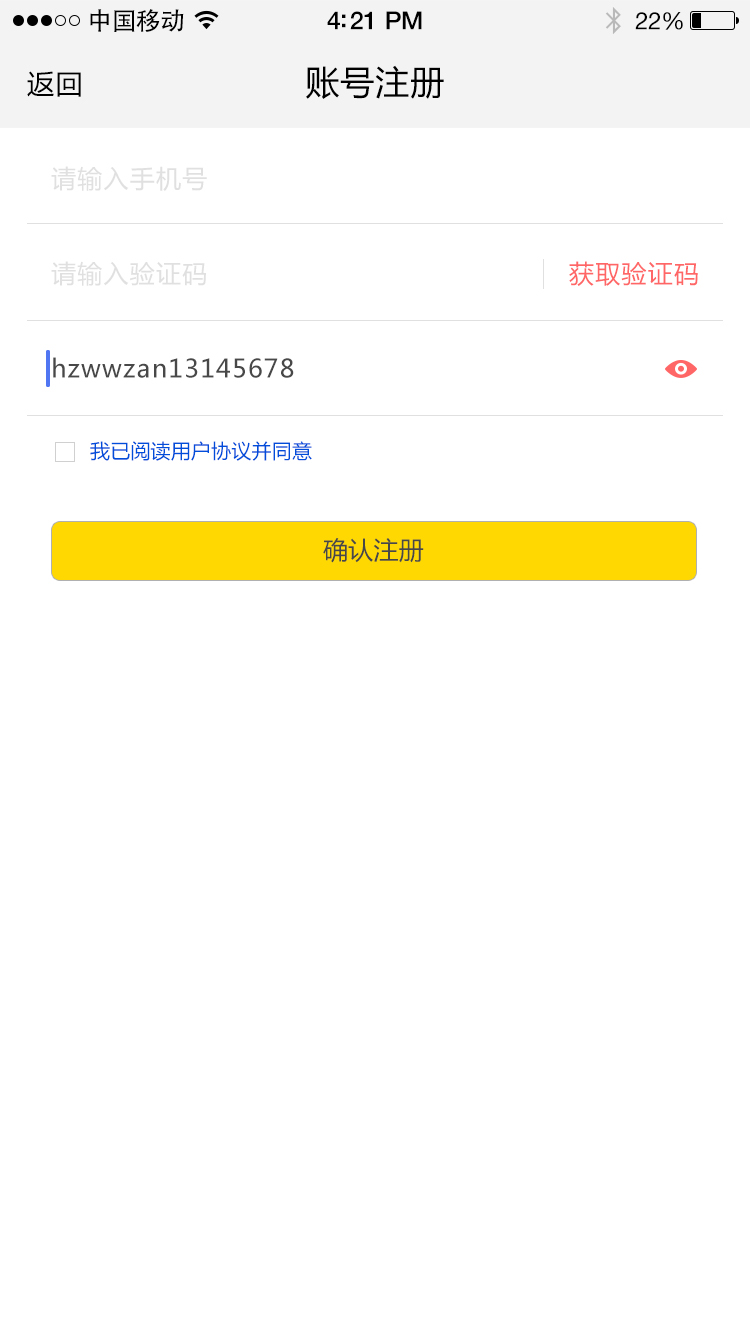 中国移动 4:21 PM 22%
返回 账号注册
请输入手机号
请输入验证码 获取验证码
hzwwzan13145678
我已阅读用户协议并同意
确认注册